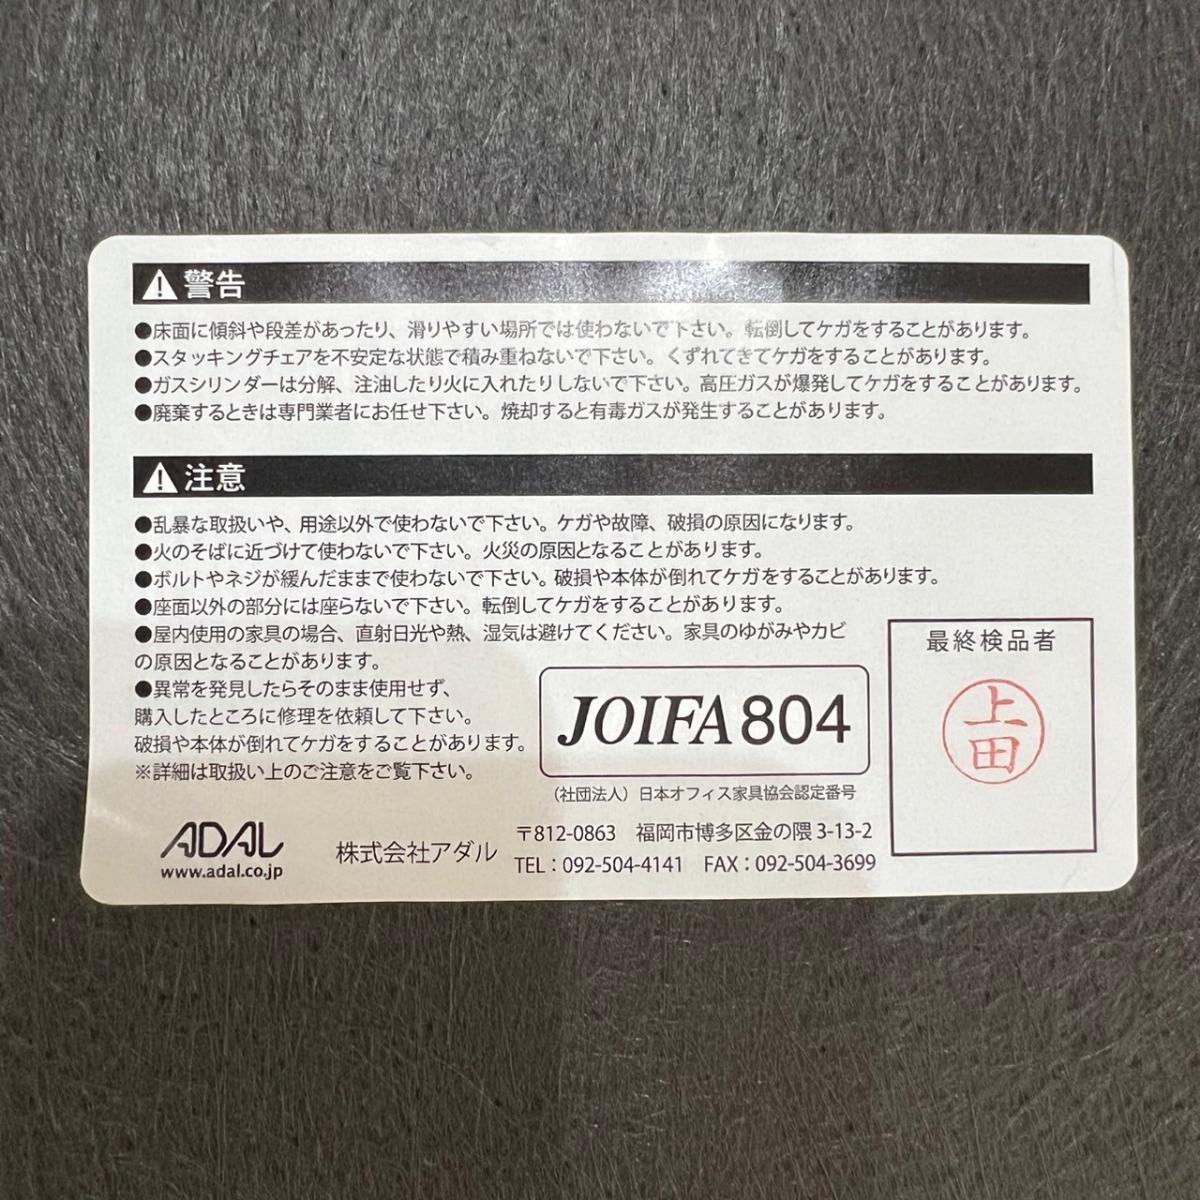 警告
●床面に傾斜や段差があったり、滑りやすい場所では使わないで下さい。転倒してケガをすることがあります。
●スタッキングチェアを不安定な状態で積み重ねないで下さい。くずれてきてケガをすることがあります。
●ガスシリンダーは分解、注油したり火に入れたりしないで下さい。高圧ガスが爆発してケガをすることがあります。
●廃棄するときは専門業者にお任せ下さい。焼却すると有毒ガスが発生することがあります。
注意
●乱暴な取扱いや、用途以外で使わないで下さい。ケガや故障、破損の原因になります。
●火のそばに近づけて使わないで下さい。火災の原因となることがあります。
●ボルトやネジが緩んだままで使わないで下さい。破損や本体が倒れてケガをすることがあります。
●座面以外の部分には座らないで下さい。転倒してケガをすることがあります。
●屋内使用の家具の場合、直射日光や熱、湿気は避けてください。家具のゆがみやカビ
の原因となることがあります。
●異常を発見したらそのまま使用せず、
購入したところに修理を依頼して下さい。
破損や本体が倒れてケガをすることがあります。
※詳細は取扱い上のご注意をご覧下さい。
JOIFA804
(社団法人)日本オフィス家具協会認定番号
最終検品者
上田
ADAL
www.adal.co.jp
株式会社アダル
〒812-0863 福岡市博多区金の隈3-13-2
TEL:092-504-4141 FAX:092-504-3699